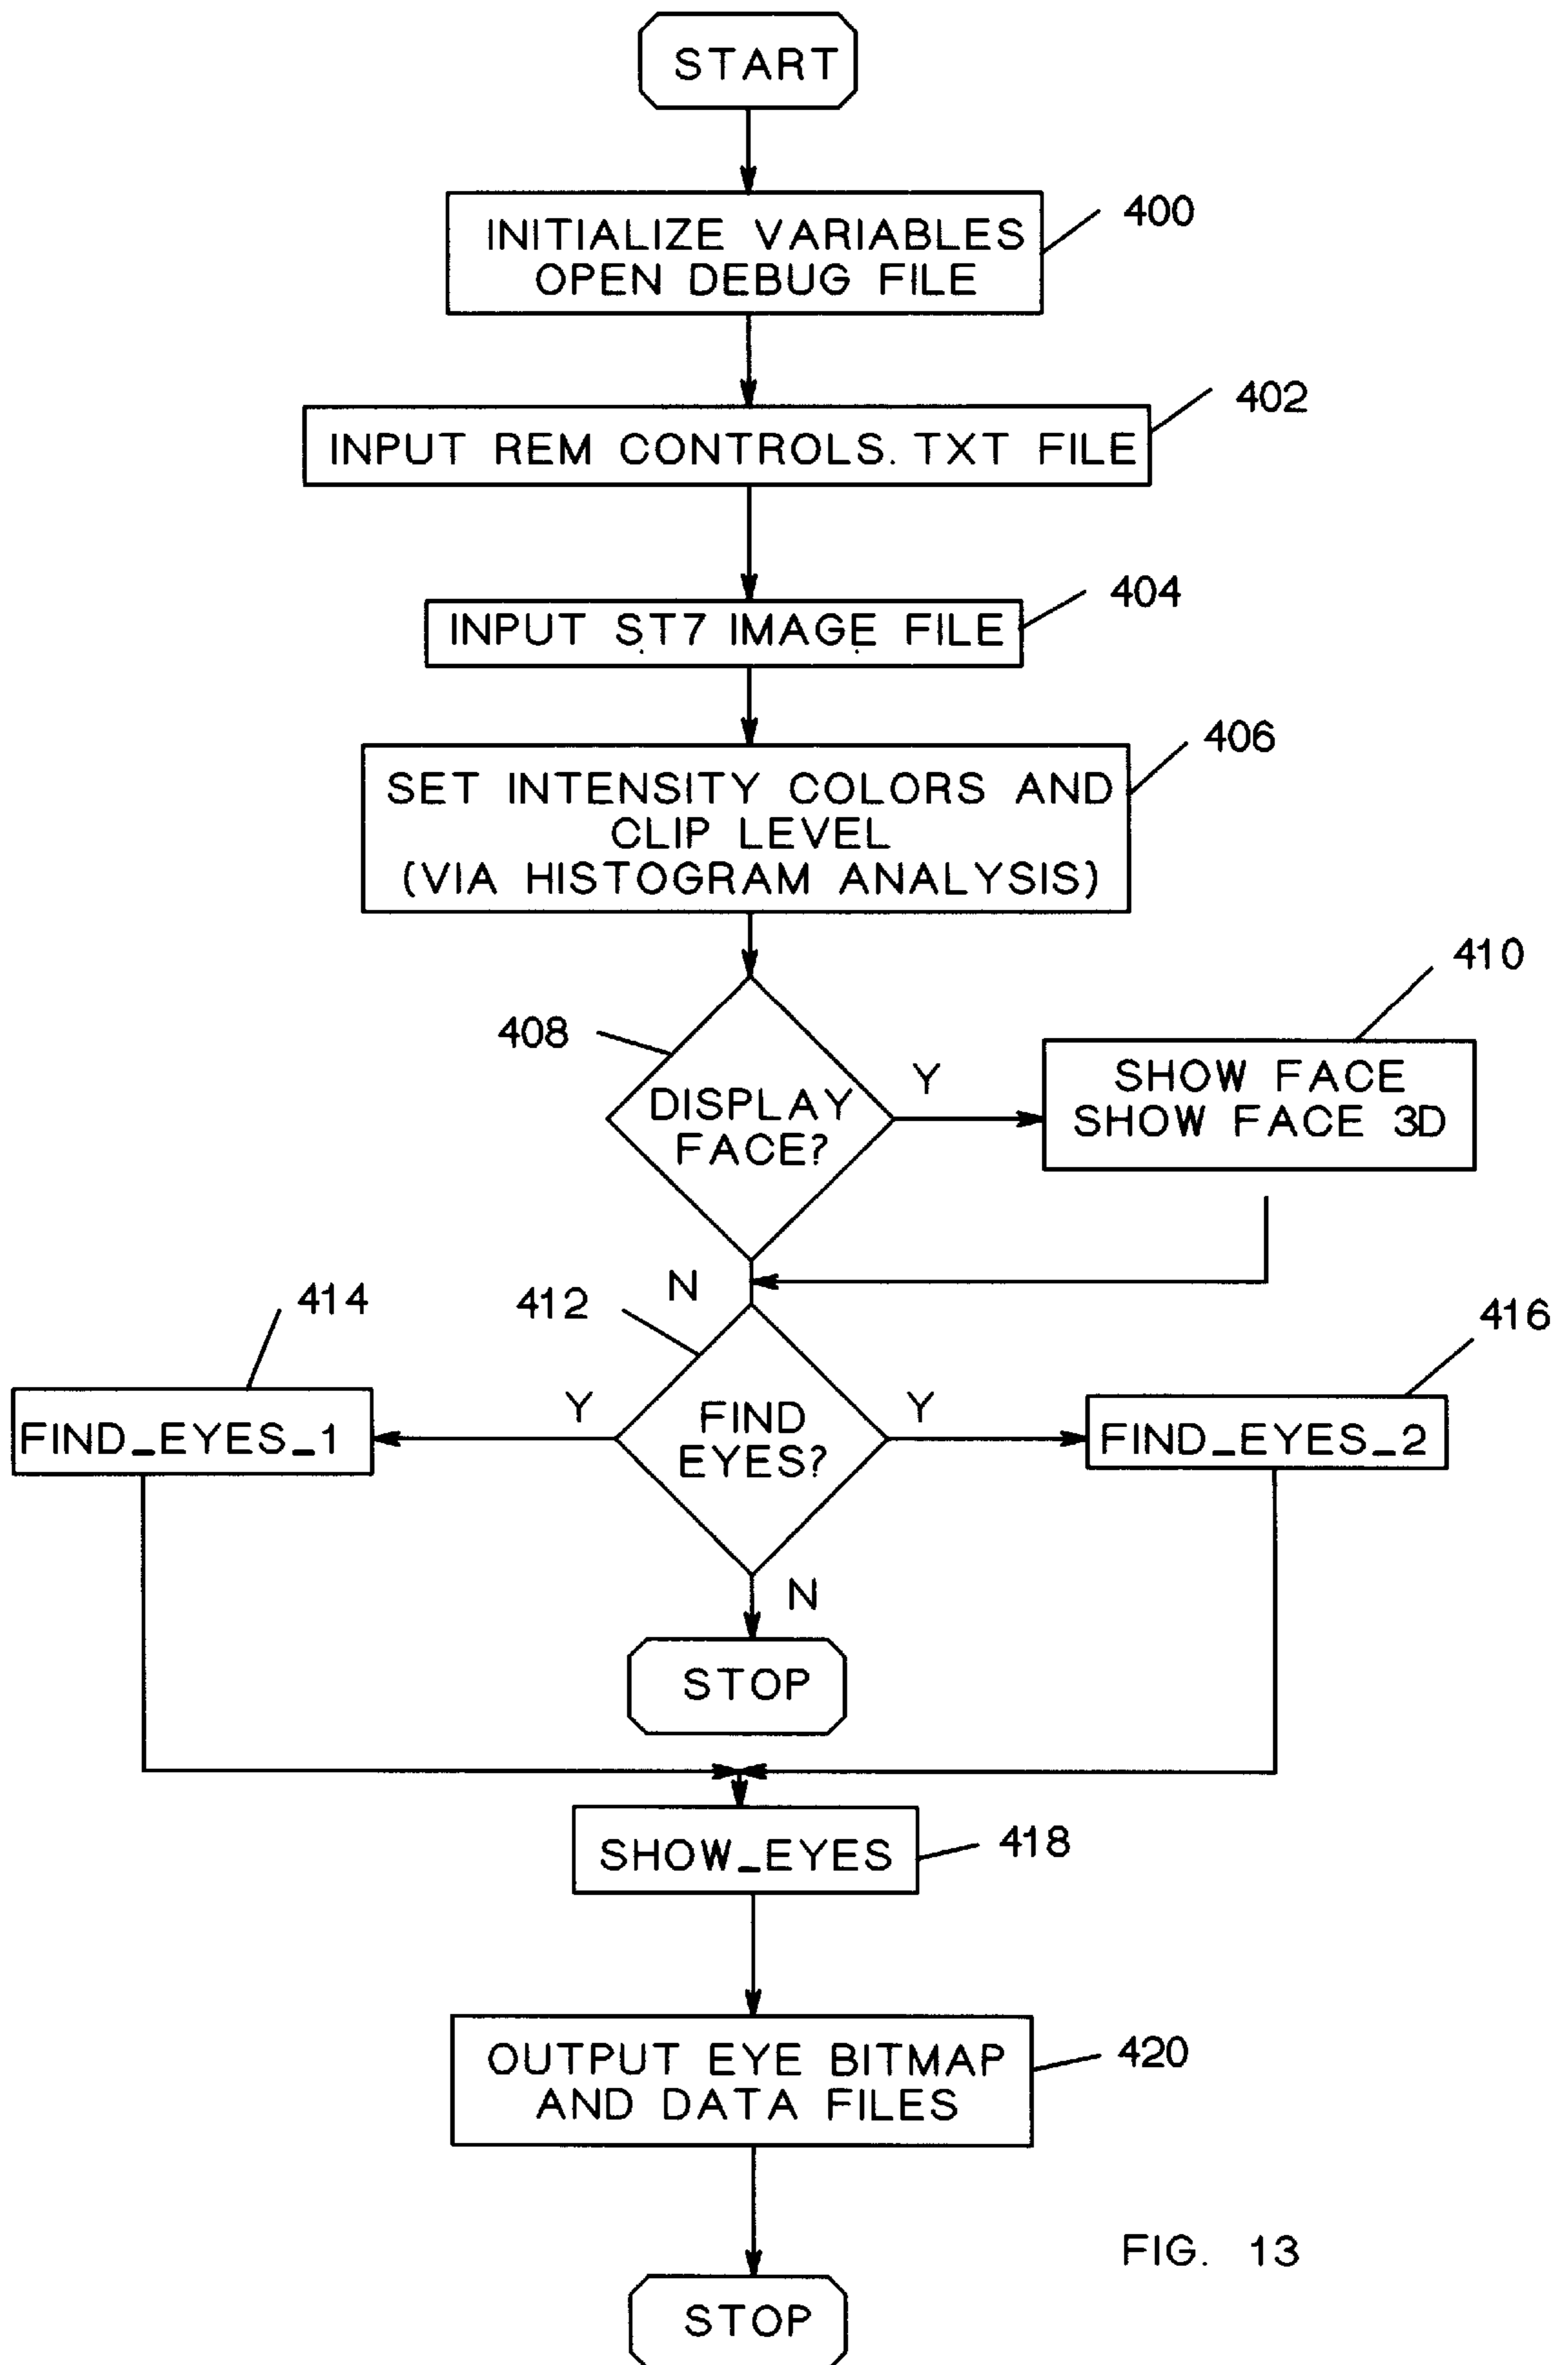 START
400
INITIALIZE VARIABLES
OPEN DEBUG FILE
402
INPUT REM CONTROLS.TXT FILE
404
INPUT ST7 IMAGE FILE
406
SET INTENSITY COLORS AND
CLIP LEVEL
(VIA HISTOGRAM ANALYSIS)
410
408
DISPLAY
FACE?
Y
SHOW FACE
SHOW FACE 3D
N
414
412
416
FIND_EYES_1
Y
FIND
EYES?
Y
FIND_EYES_2
N
STOP
SHOW_EYES
418
OUTPUT EYE BITMAP
AND DATA FILES
420
FIG. 13
STOP